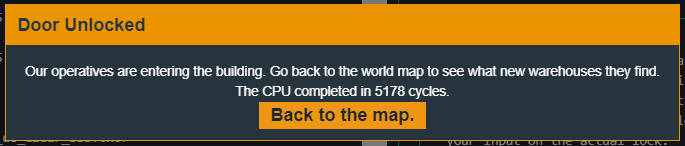 Door Unlocked
Our operatives are entering the building. Go back to the world map to see what new warehouses they find.
The CPU completed in 5178 cycles.
Back to the map.
your input on the actual lock.